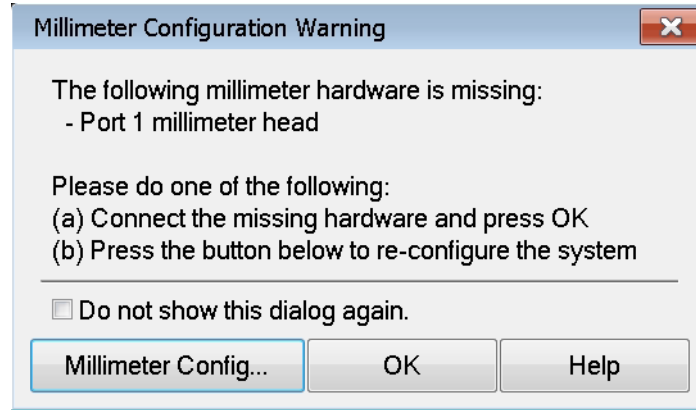 Millimeter Configuration Warning
The following millimeter hardware is missing:
- Port 1 millimeter head
Please do one of the following:
(a) Connect the missing hardware and press OK
(b) Press the button below to re-configure the system
Do not show this dialog again.
Millimeter Config... OK Help